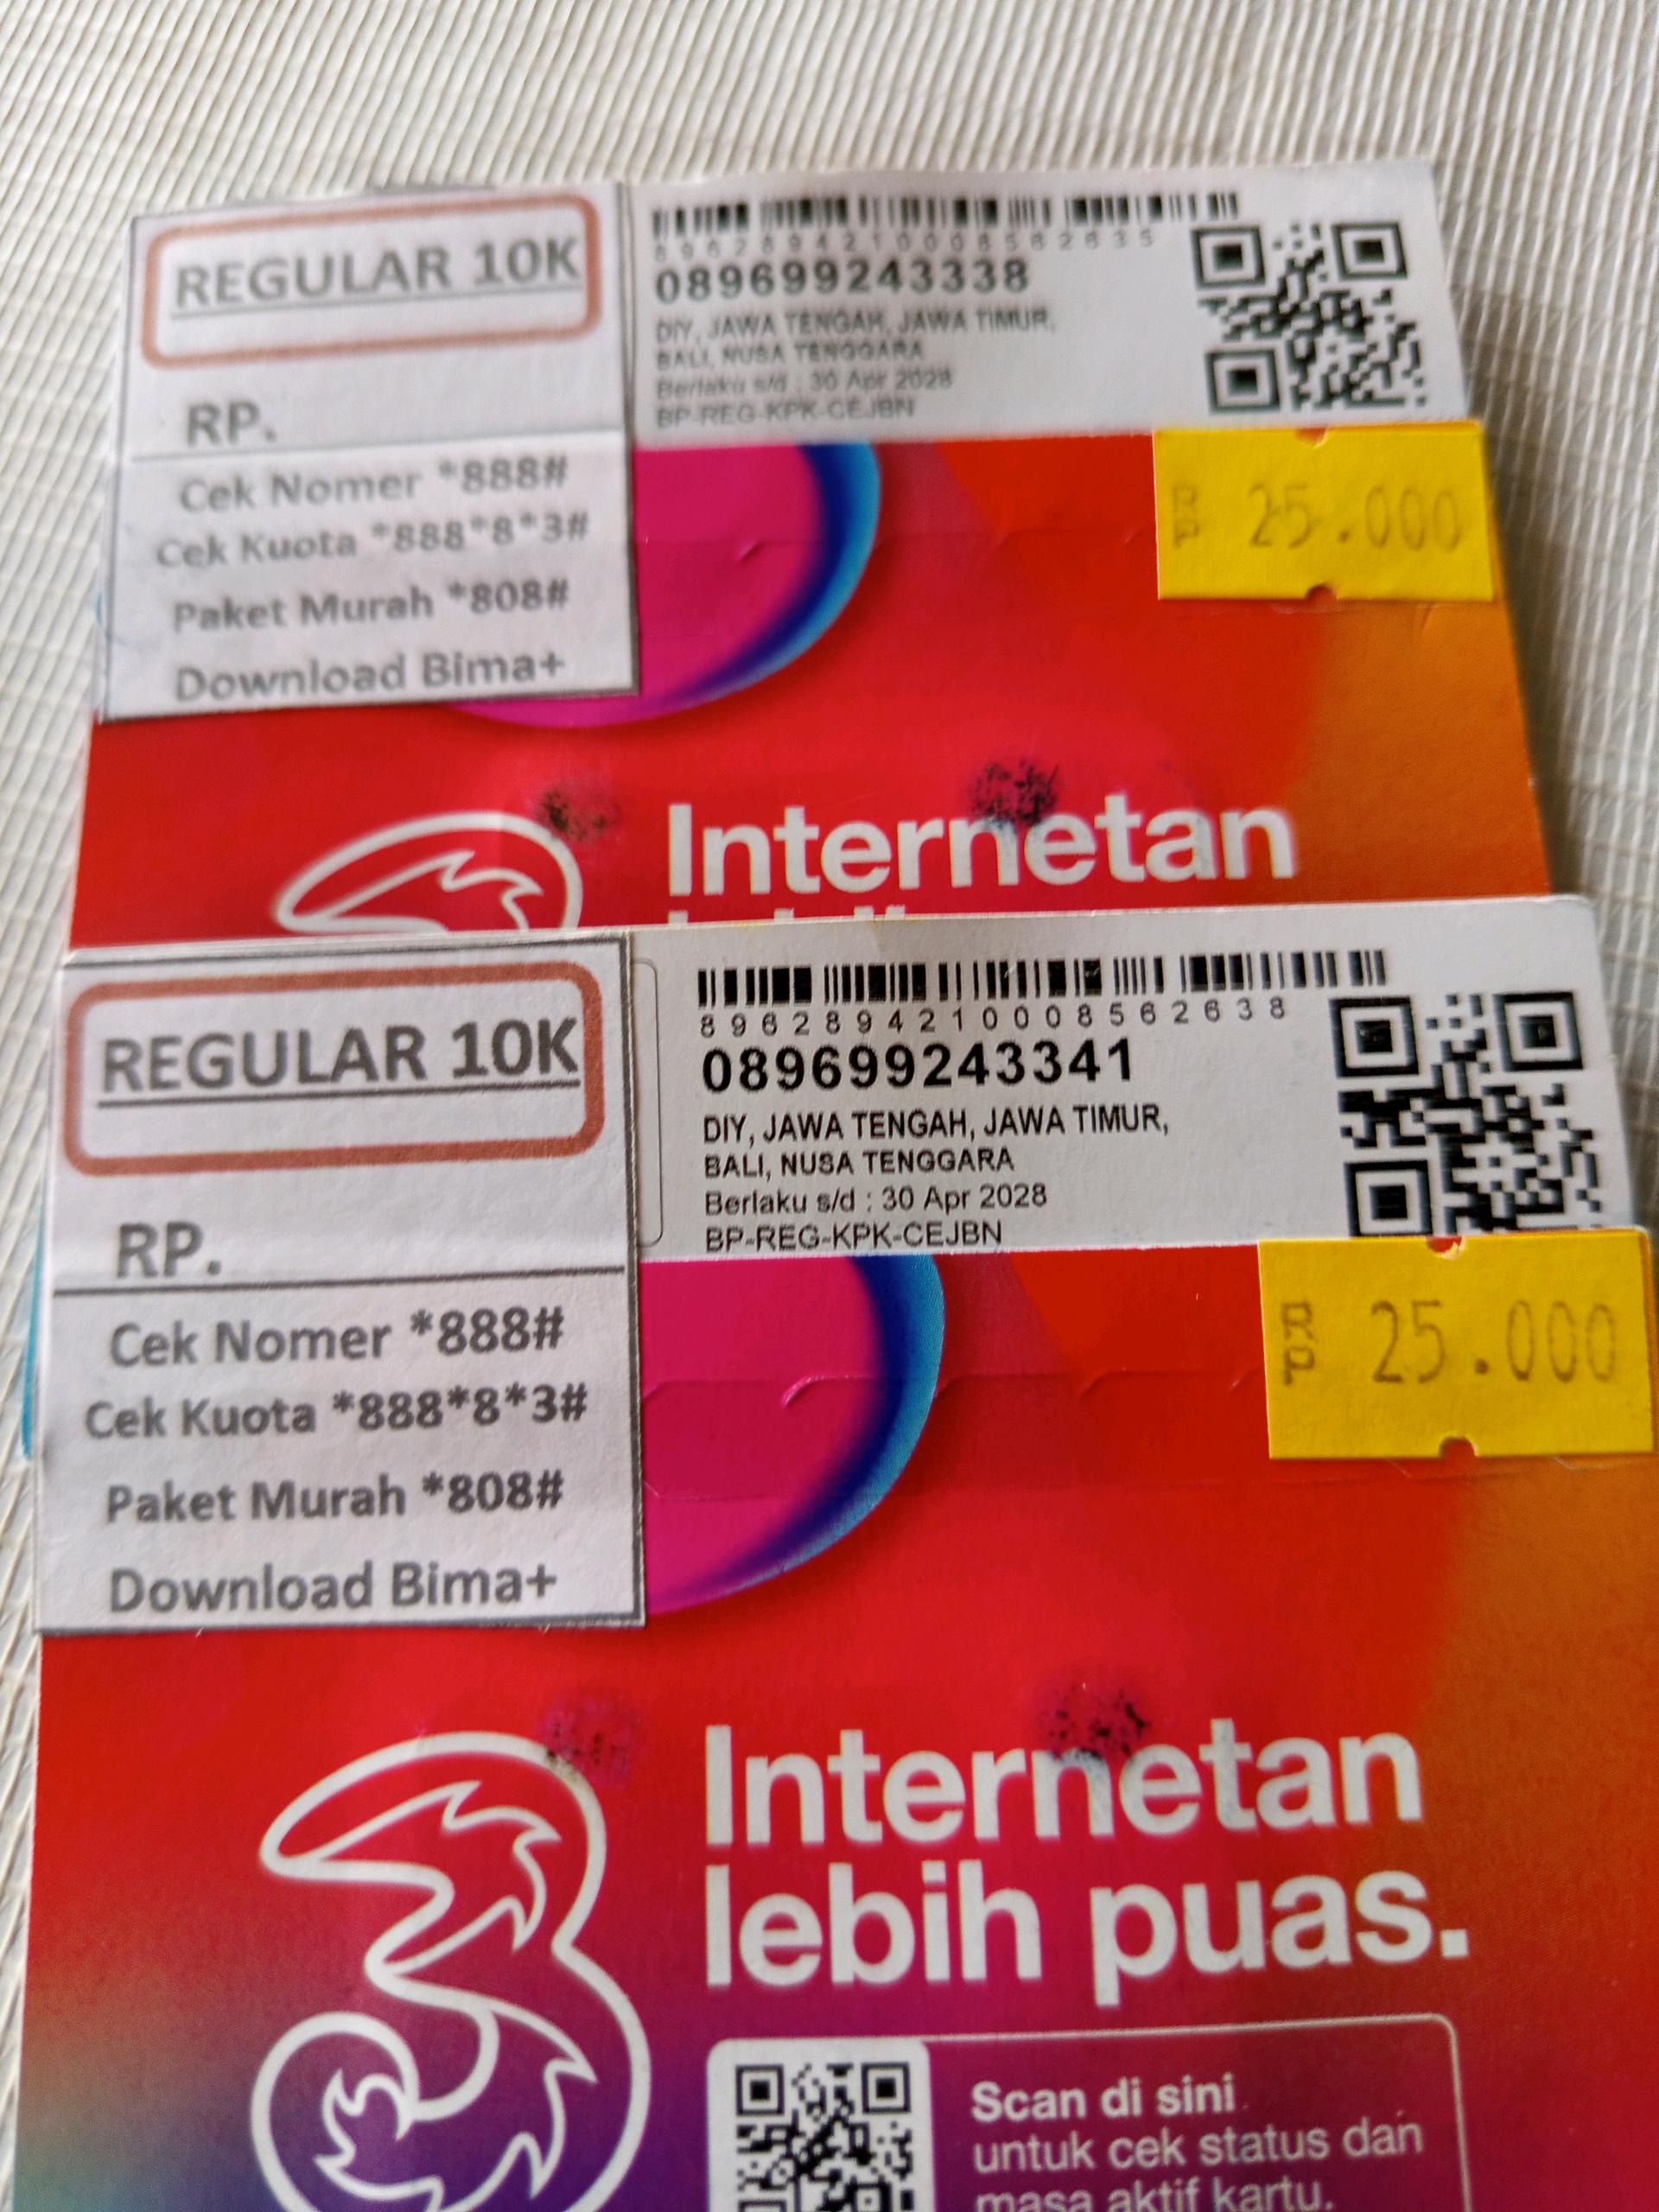 REGULAR 10K
RP.
Cek Nomer *888#
Cek Kuota *888*8*3#
Paket Murah *808#
Download Bima+
8962894210008562635
089699243338
DIY, JAWA TENGAH, JAWA TIMUR,
BALI, NUSA TENGGARA
Berlaku s/d : 30 Apr 2028
BP-REG-KPK-CEJBN
RP 25.000
Internetan
REGULAR 10K
RP.
Cek Nomer *888#
Cek Kuota *888*8*3#
Paket Murah *808#
Download Bima+
8962894210008562638
089699243341
DIY, JAWA TENGAH, JAWA TIMUR,
BALI, NUSA TENGGARA
Berlaku s/d : 30 Apr 2028
BP-REG-KPK-CEJBN
RP 25.000
3
Internetan
lebih puas.
Scan di sini
untuk cek status dan
masa aktif kartu.